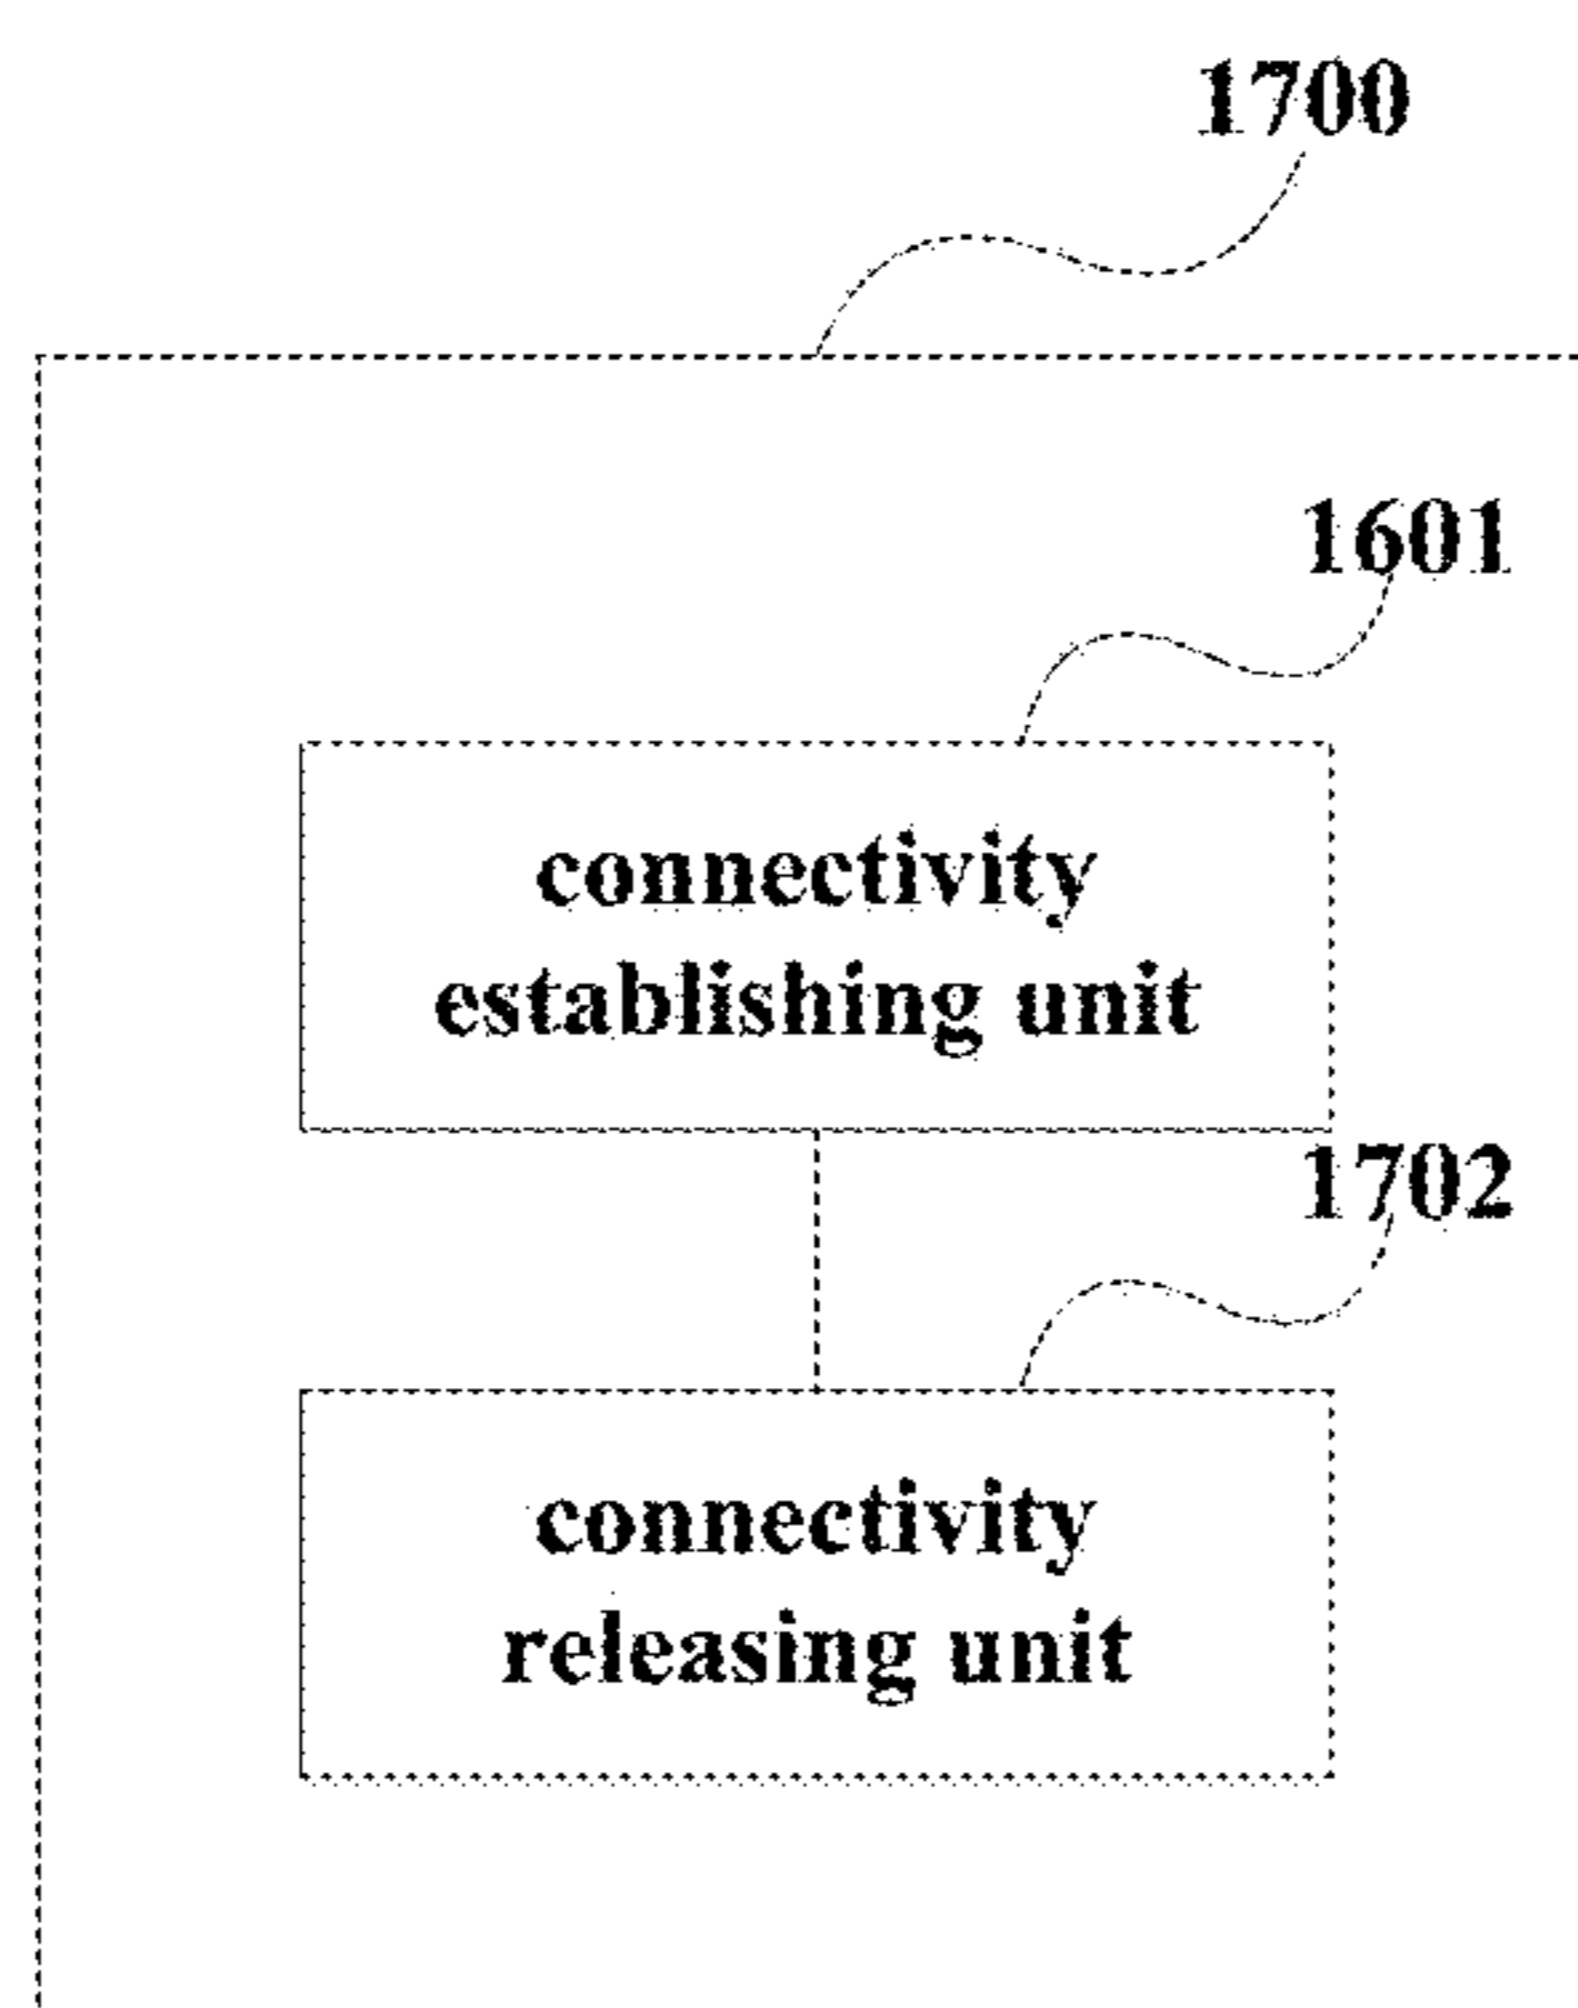 1700
1601
connectivity
establishing unit
1702
connectivity
releasing unit